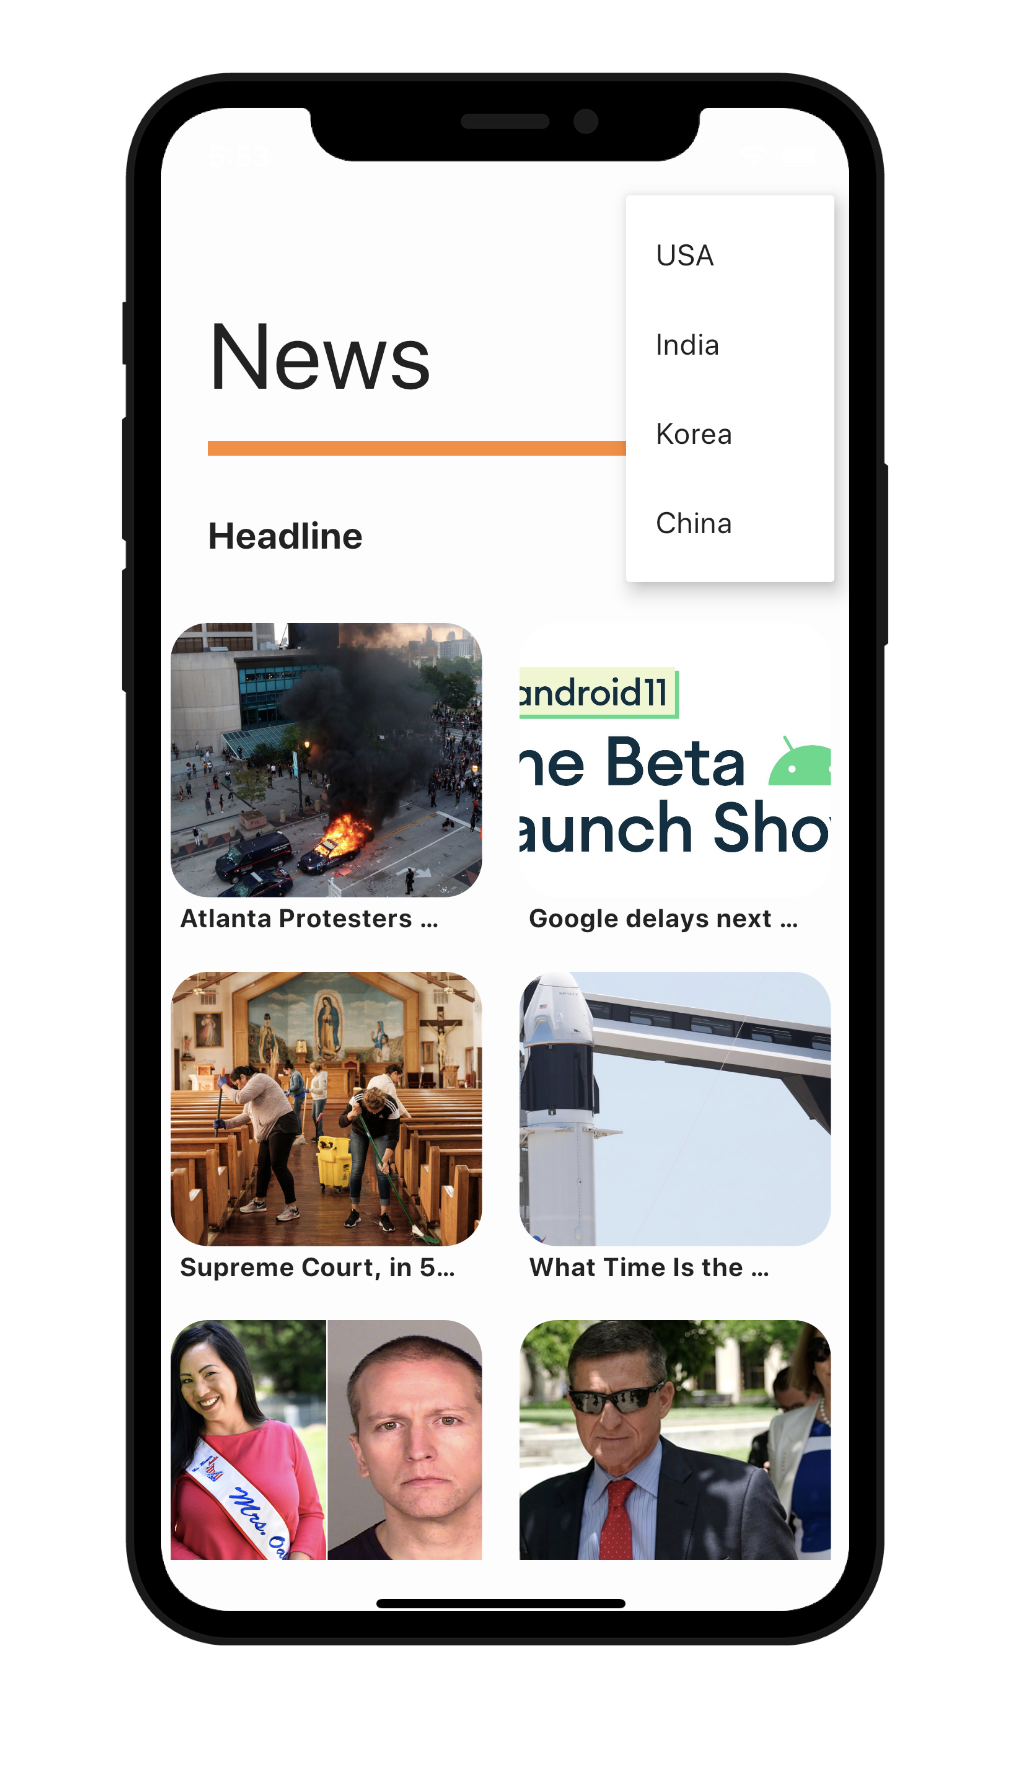 USA
India
Korea
China
News
Headline
android11
ne Beta
aunch Sho
Atlanta Protesters ...
Google delays next ...
Supreme Court, in 5...
What Time Is the ...
Mrs. Oa